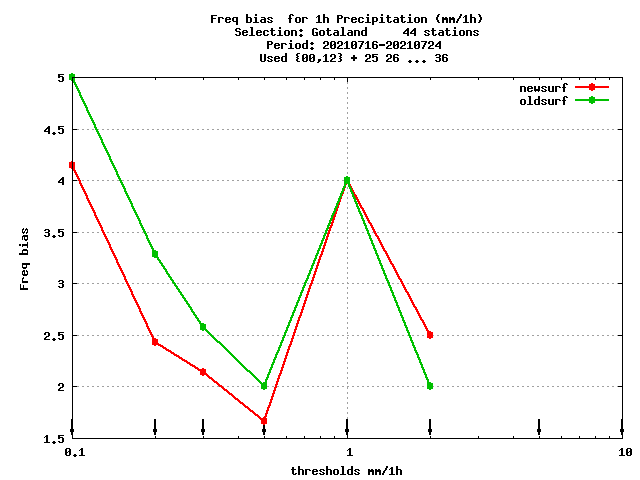 Freq bias  for 1h Precipitation (mm/1h)
Selection: Gotaland     44 stations
Period: 20210716-20210724
Used {00,12} + 25 26 ... 36
newsurf
oldsurf
5
4.5
4
3.5
3
2.5
2
1.5
Freq bias
0.1
1
10
thresholds mm/1h